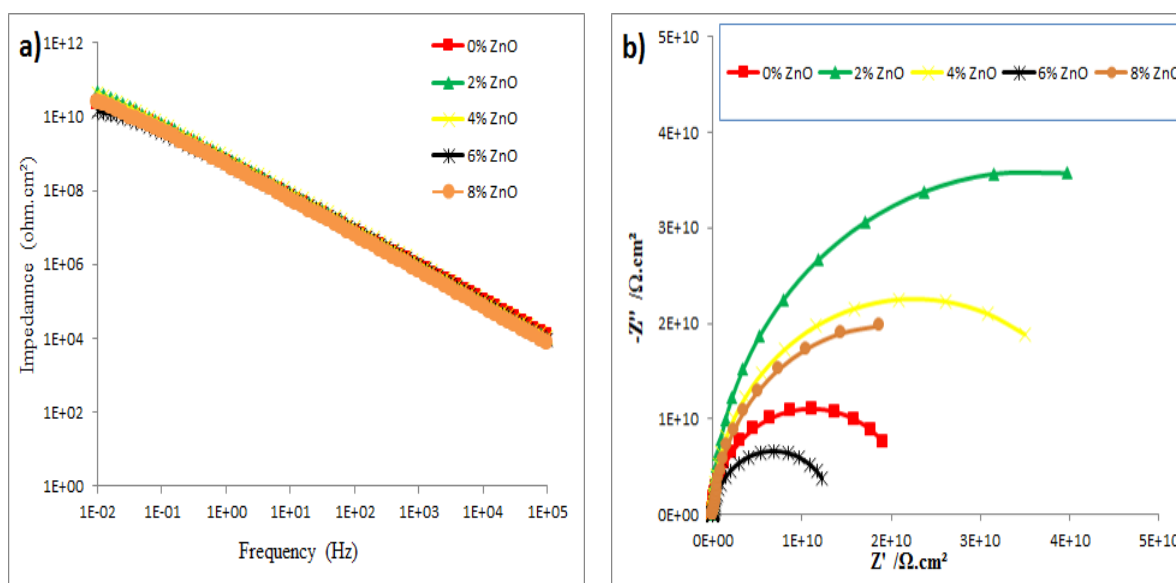 a)
1E+12
1E+10
1E+08
1E+06
1E+04
1E+02
1E+00
Impedance (ohm.cm²)
0% ZnO
2% ZnO
4% ZnO
6% ZnO
8% ZnO
1E-02 1E-01 1E+00 1E+01 1E+02 1E+03 1E+04 1E+05
Frequency (Hz)
b)
5E+10
4E+10
3E+10
2E+10
1E+10
0E+00
-Z'' /Ω.cm²
0% ZnO 2% ZnO 4% ZnO 6% ZnO 8% ZnO
0E+00 1E+10 2E+10 3E+10 4E+10 5E+10
Z' /Ω.cm²